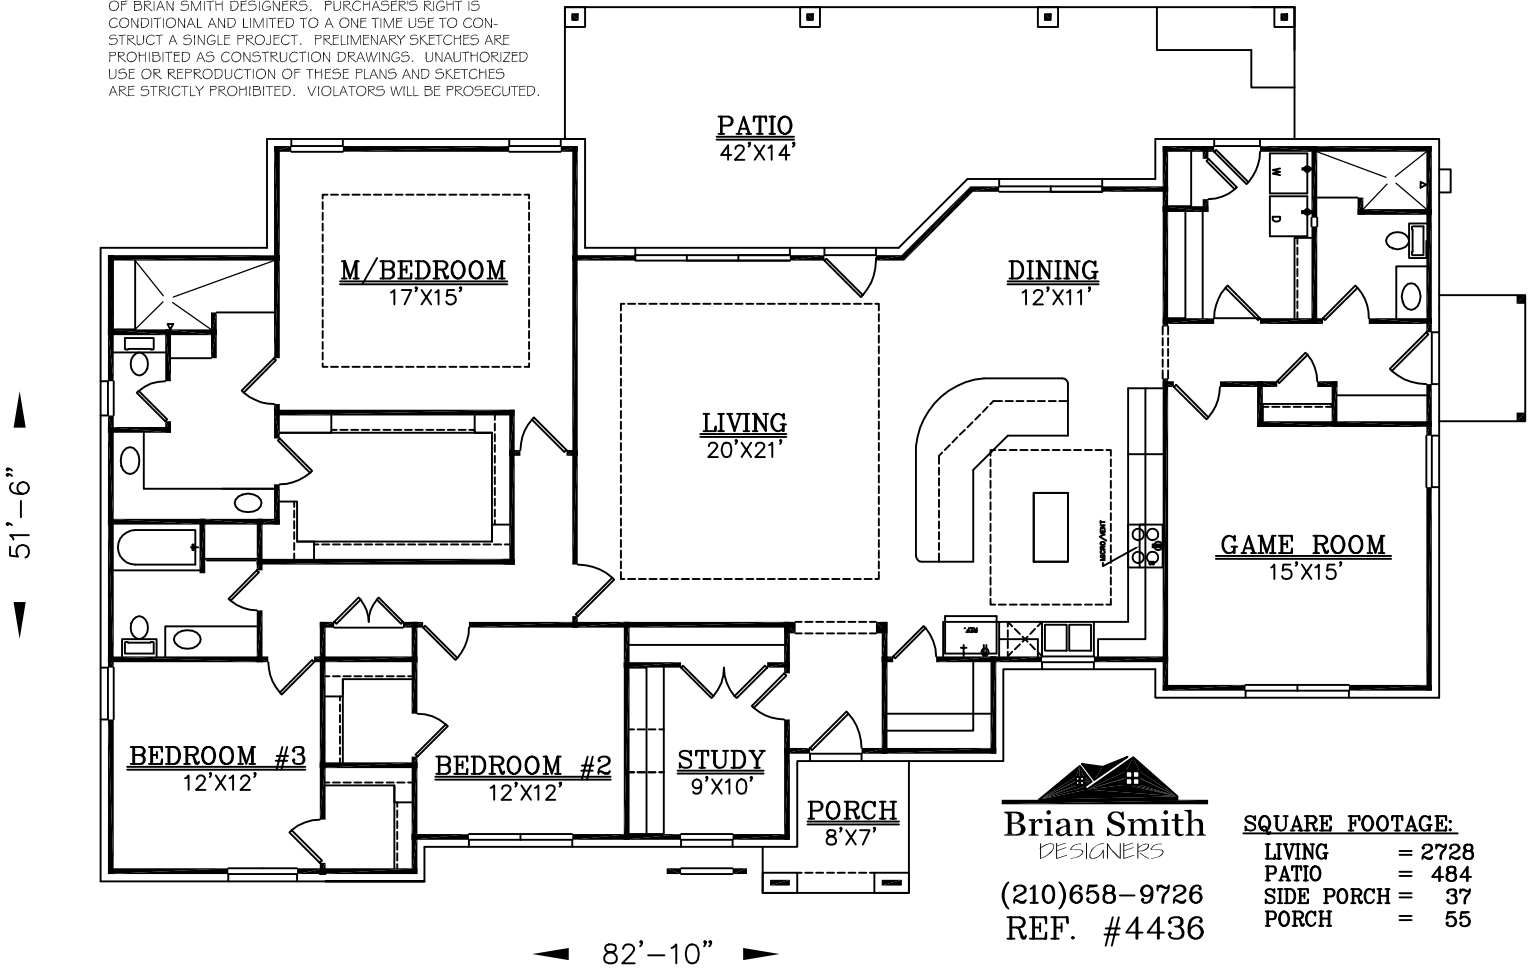 OF BRIAN SMITH DESIGNERS. PURCHASER'S RIGHT IS
CONDITIONAL AND LIMITED TO A ONE TIME USE TO CON-
STRUCT A SINGLE PROJECT. PRELIMENARY SKETCHES ARE
PROHIBITED AS CONSTRUCTION DRAWINGS. UNAUTHORIZED
USE OR REPRODUCTION OF THESE PLANS AND SKETCHES
ARE STRICTLY PROHIBITED. VIOLATORS WILL BE PROSECUTED.
PATIO
42'X14'
W
D
M/BEDROOM
17'X15'
DINING
12'X11'
LIVING
20'X21'
51'-6"
MICRO/VENT
GAME ROOM
15'X15'
REF.
BEDROOM #3
12'X12'
BEDROOM #2
12'X12'
STUDY
9'X10'
PORCH
8'X7'
Brian Smith
DESIGNERS
(210)658-9726
REF. #4436
SQUARE FOOTAGE:
LIVING = 2728
PATIO = 484
SIDE PORCH = 37
PORCH = 55
82'-10"